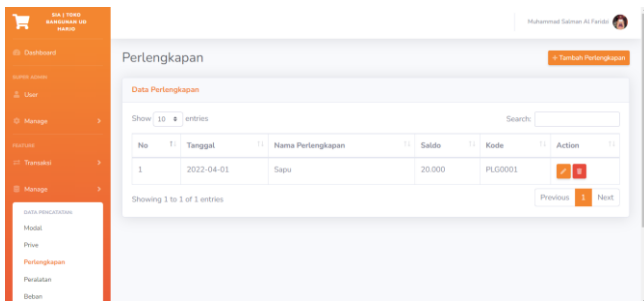 SIA | TOKO
BANGUNAN UD
HARJO
Muhammad Salman Al Faridzi
Dashboard
SUPER ADMIN
User
Manage
FEATURE
Transaksi
Manage
DATA PENCATATAN:
Modal
Prive
Perlengkapan
Peralatan
Beban
Perlengkapan
+ Tambah Perlengkapan
Data Perlengkapan
Show 10 entries
Search:
No Tanggal Nama Perlengkapan Saldo Kode Action
1 2022-04-01 Sapu 20.000 PLG0001
Showing 1 to 1 of 1 entries
Previous 1 Next